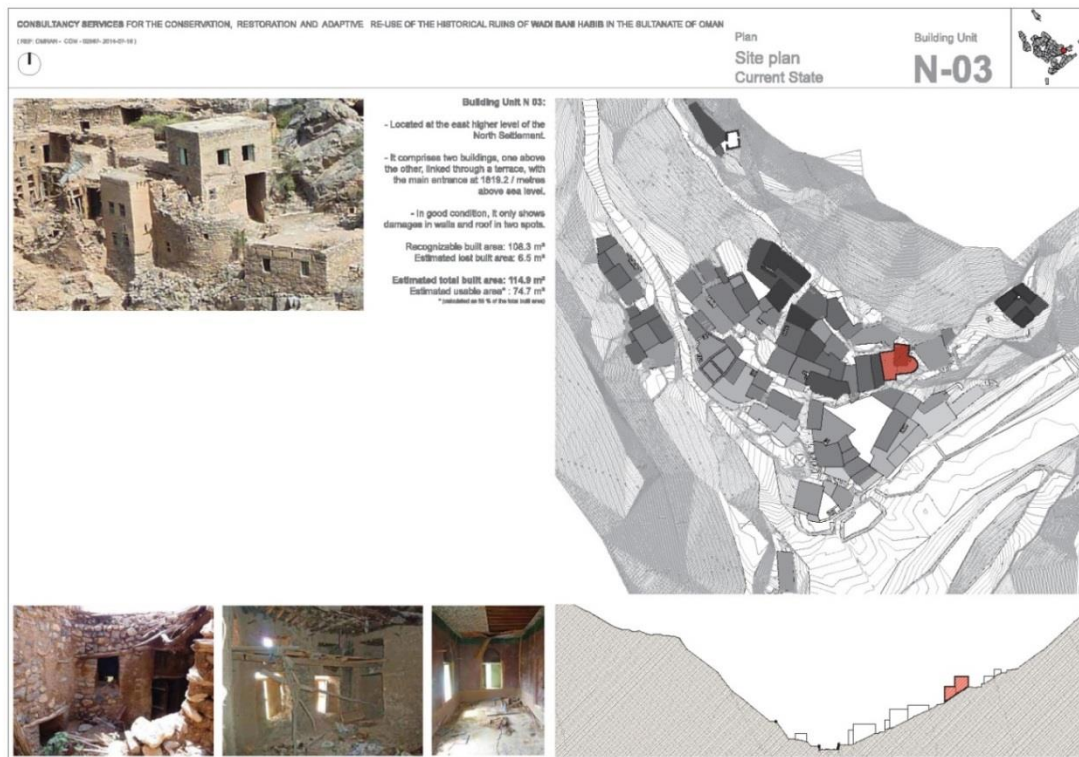 CONSULTANCY SERVICES FOR THE CONSERVATION, RESTORATION AND ADAPTIVE RE-USE OF THE HISTORICAL RUINS OF WADI BANI HABIB IN THE SULTANATE OF OMAN
Plan
Site plan
Current State
Building Unit
N-03
Building Unit N 03:
- Located at the east higher level of the
North Settlement.
- It comprises two buildings, one above
the other, linked through a terrace, with
the main entrance at 1819.2 / metres
above sea level.
- In good condition, it only shows
damages in walls and roof in two spots.
Recognizable built area: 108.3 m²
Estimated lost built area: 6.5 m²
Estimated total built area: 114.9 m²
Estimated usable area* : 74.7 m²